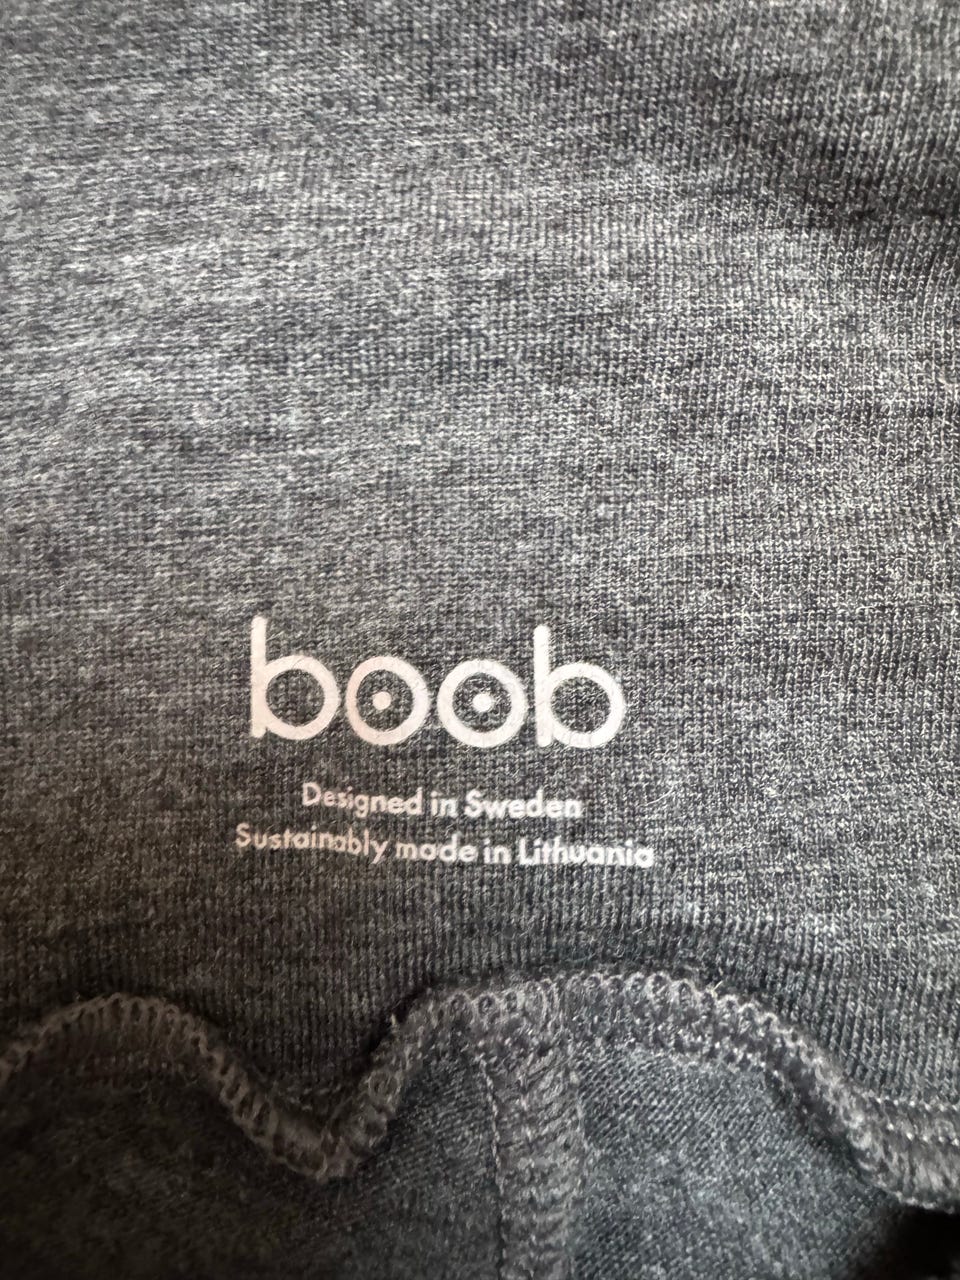 boob
Designed in Sweden
Sustainably made in Lithuania